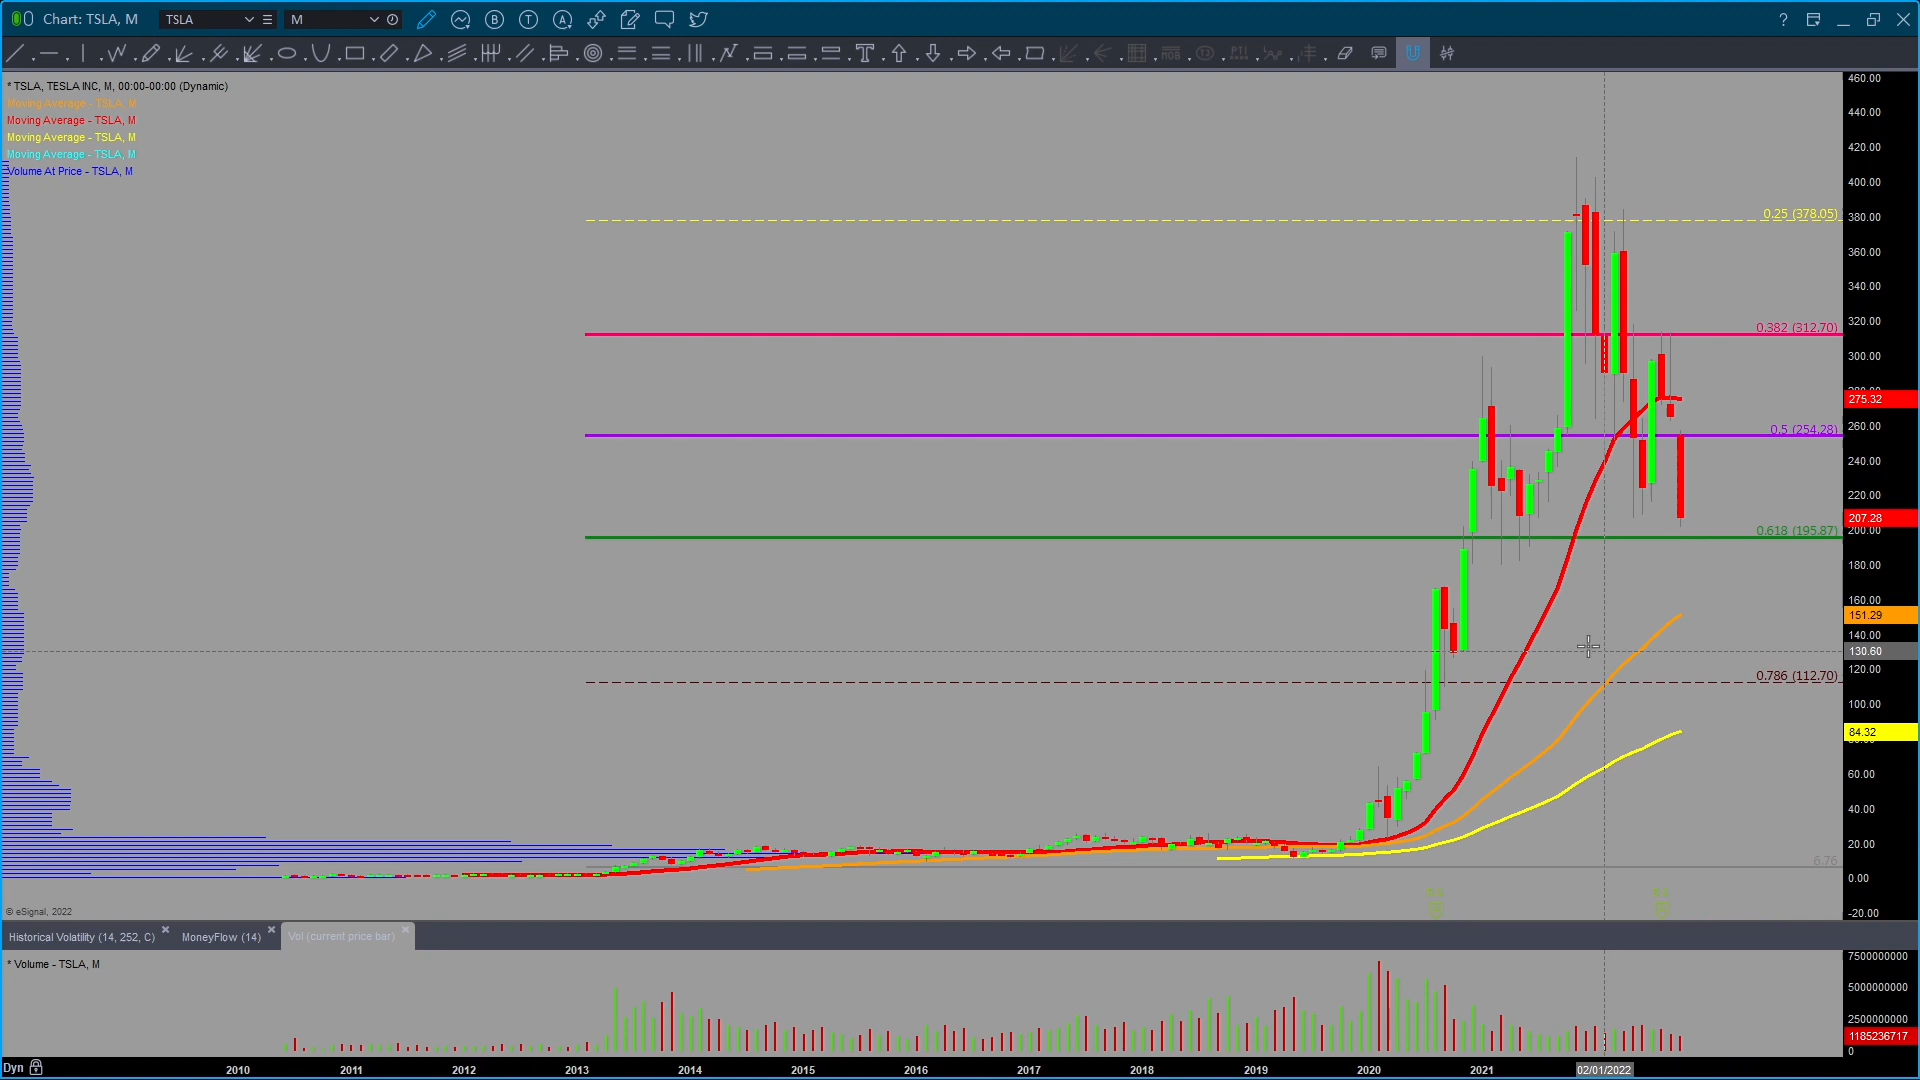 Chart: TSLA, M
TSLA
M
B
T
A
?
T
MOB
T3
PTI
* TSLA, TESLA INC, M, 00:00-00:00 (Dynamic)
Moving Average - TSLA, M
Moving Average - TSLA, M
Moving Average - TSLA, M
Moving Average - TSLA, M
Volume At Price - TSLA, M
0.25 (378.05)
0.382 (312.70)
0.5 (254.28)
0.618 (195.87)
0.786 (112.70)
6.76
460.00
440.00
420.00
400.00
380.00
360.00
340.00
320.00
300.00
280.00
275.32
260.00
240.00
220.00
207.28
200.00
180.00
160.00
151.29
140.00
130.60
120.00
100.00
84.32
60.00
40.00
20.00
0.00
-20.00
© eSignal, 2022
Historical Volatility (14, 252, C)
MoneyFlow (14)
Vol (current price bar)
* Volume - TSLA, M
7500000000
5000000000
2500000000
1185236717
0
Dyn
2010
2011
2012
2013
2014
2015
2016
2017
2018
2019
2020
2021
02/01/2022